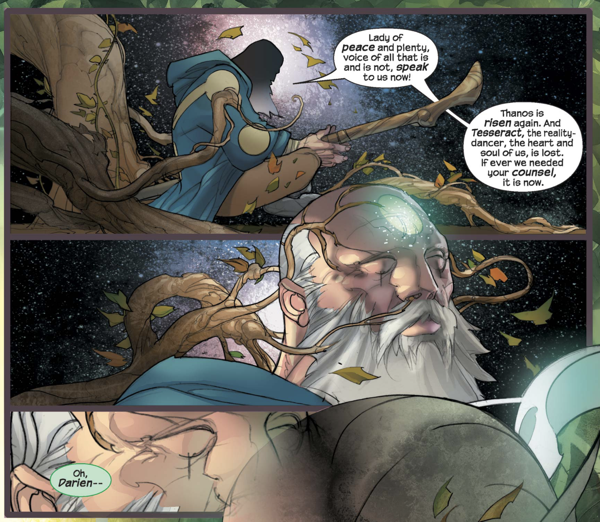 Lady of
peace and plenty,
voice of all that is
and is not, speak
to us now!
Thanos is
risen again. And
Tesseract, the reality-
dancer, the heart and
soul of us, is lost.
If ever we needed
your counsel,
it is now.
Oh,
Darien--